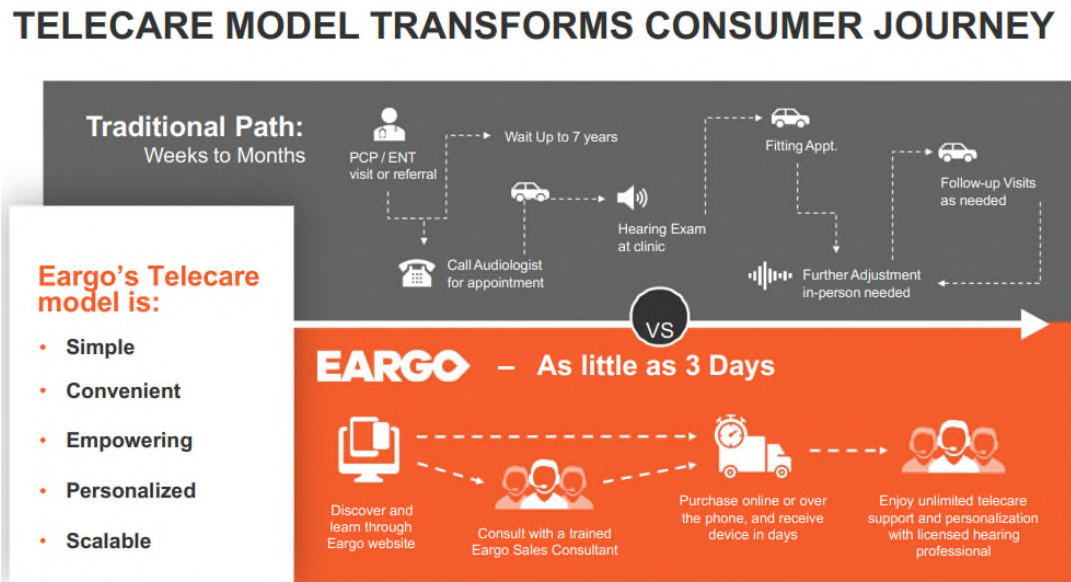 TELECARE MODEL TRANSFORMS CONSUMER JOURNEY
Traditional Path:
Weeks to Months
PCP / ENT
visit or referral
Wait Up to 7 years
Call Audiologist
for appointment
Hearing Exam
at clinic
Fitting Appt.
Further Adjustment
in-person needed
Follow-up Visits
as needed
VS
Eargo's Telecare
model is:
• Simple
• Convenient
• Empowering
• Personalized
• Scalable
EARGO – As little as 3 Days
Discover and
learn through
Eargo website
Consult with a trained
Eargo Sales Consultant
Purchase online or over
the phone, and receive
device in days
Enjoy unlimited telecare
support and personalization
with licensed hearing
professional